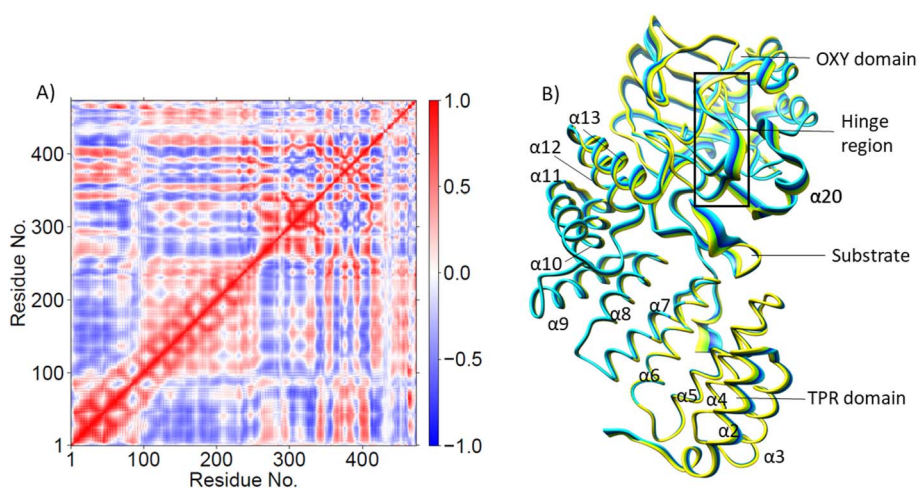 A)
1.0
0.5
0.0
−0.5
−1.0
400
300
200
100
1
1 100 200 300 400
Residue No.
Residue No.
B)
OXY domain
Hinge
region
α13
α12
α11
α20
α10
Substrate
α9
α8
α7
α6
α5
α4
TPR domain
α2
α3